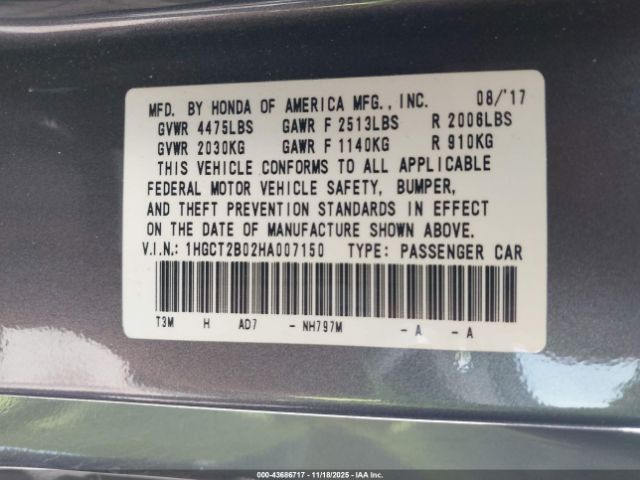 MFD. BY HONDA OF AMERICA MFG., INC. 08/'17
GVWR 4475LBS GAWR F 2513LBS R 2006LBS
GVWR 2030KG GAWR F 1140KG R 910KG
THIS VEHICLE CONFORMS TO ALL APPLICABLE
FEDERAL MOTOR VEHICLE SAFETY, BUMPER,
AND THEFT PREVENTION STANDARDS IN EFFECT
ON THE DATE OF MANUFACTURE SHOWN ABOVE.
V.I.N.: 1HGCT2B02HA007150 TYPE: PASSENGER CAR
T3M H AD7 - NH797M - A - A
000-43686717 - 11/18/2025 - IAAI, Inc.